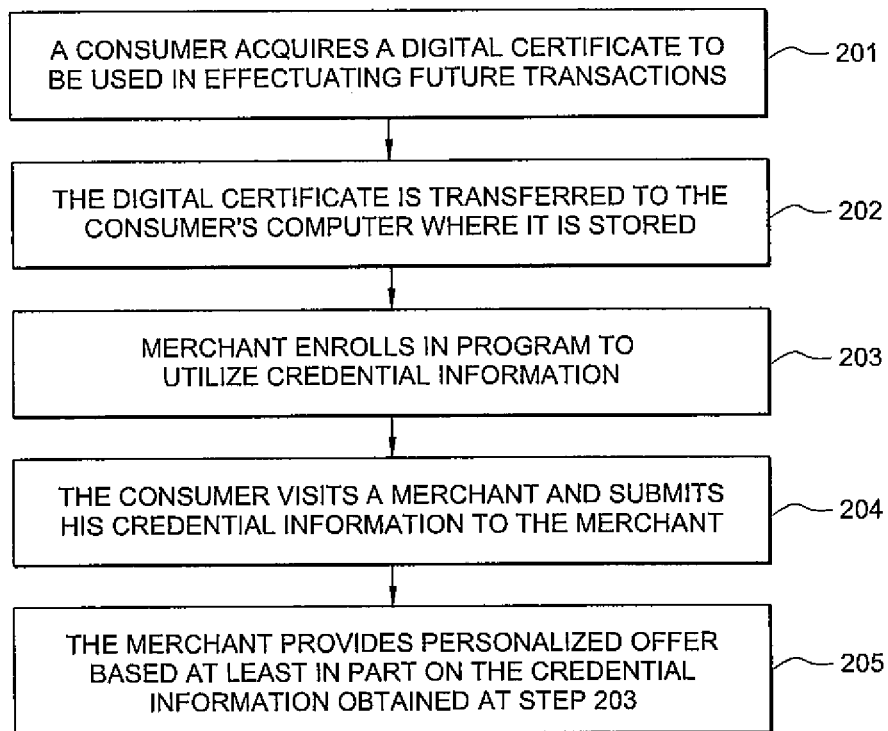 A CONSUMER ACQUIRES A DIGITAL CERTIFICATE TO
BE USED IN EFFECTUATING FUTURE TRANSACTIONS
201
THE DIGITAL CERTIFICATE IS TRANSFERRED TO THE
CONSUMER'S COMPUTER WHERE IT IS STORED
202
MERCHANT ENROLLS IN PROGRAM TO
UTILIZE CREDENTIAL INFORMATION
203
THE CONSUMER VISITS A MERCHANT AND SUBMITS
HIS CREDENTIAL INFORMATION TO THE MERCHANT
204
THE MERCHANT PROVIDES PERSONALIZED OFFER
BASED AT LEAST IN PART ON THE CREDENTIAL
INFORMATION OBTAINED AT STEP 203
205